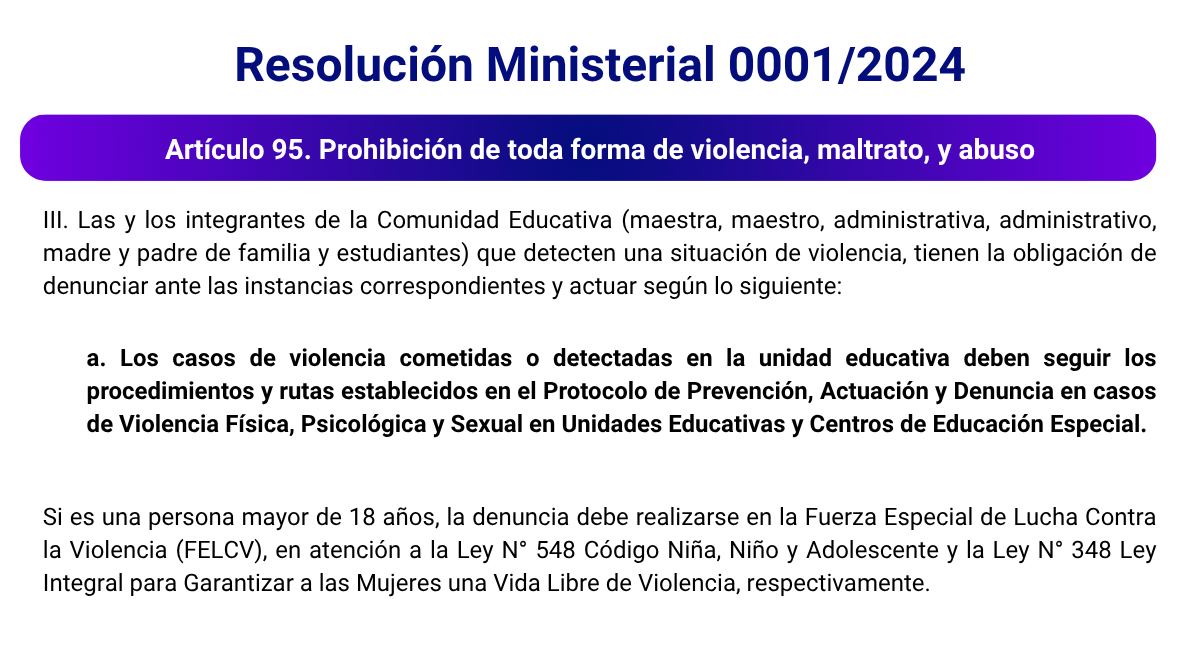 Resolución Ministerial 0001/2024
Artículo 95. Prohibición de toda forma de violencia, maltrato, y abuso
III. Las y los integrantes de la Comunidad Educativa (maestra, maestro, administrativa, administrativo,
madre y padre de familia y estudiantes) que detecten una situación de violencia, tienen la obligación de
denunciar ante las instancias correspondientes y actuar según lo siguiente:
a. Los casos de violencia cometidas o detectadas en la unidad educativa deben seguir los
procedimientos y rutas establecidos en el Protocolo de Prevención, Actuación y Denuncia en casos
de Violencia Física, Psicológica y Sexual en Unidades Educativas y Centros de Educación Especial.
Si es una persona mayor de 18 años, la denuncia debe realizarse en la Fuerza Especial de Lucha Contra
la Violencia (FELCV), en atención a la Ley N° 548 Código Niña, Niño y Adolescente y la Ley N° 348 Ley
Integral para Garantizar a las Mujeres una Vida Libre de Violencia, respectivamente.